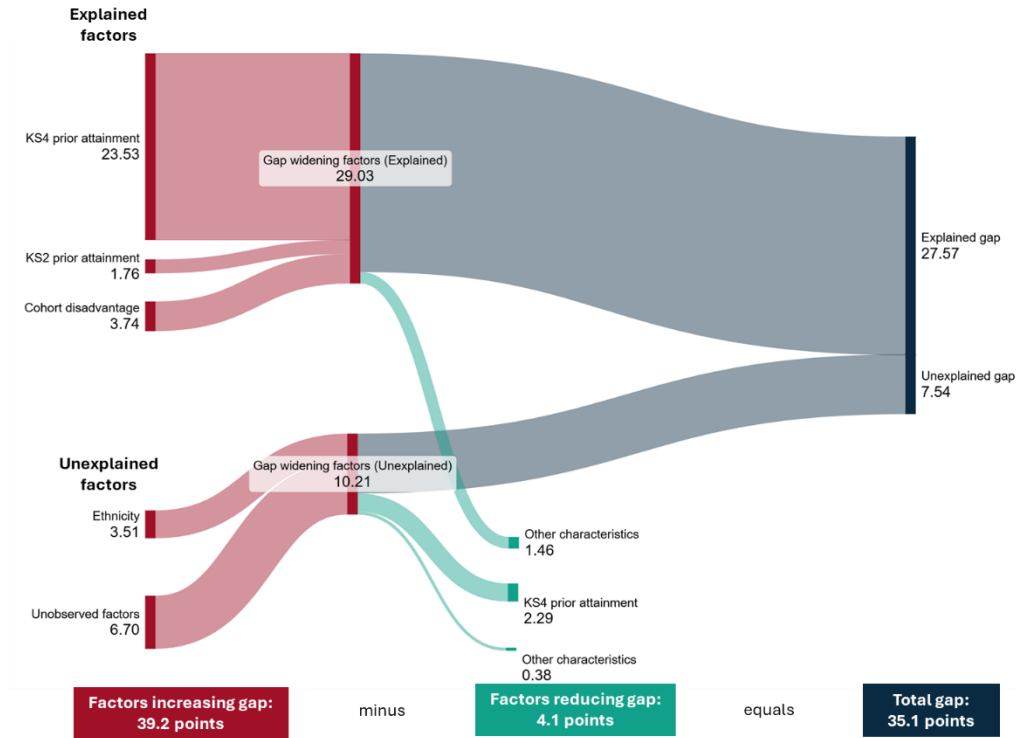 Explained
factors
KS4 prior attainment
23.53
Gap widening factors (Explained)
29.03
KS2 prior attainment
1.76
Cohort disadvantage
3.74
Explained gap
27.57
Unexplained gap
7.54
Unexplained
factors
Gap widening factors (Unexplained)
10.21
Ethnicity
3.51
Unobserved factors
6.70
Other characteristics
1.46
KS4 prior attainment
2.29
Other characteristics
0.38
Factors increasing gap:
39.2 points
minus
Factors reducing gap:
4.1 points
equals
Total gap:
35.1 points